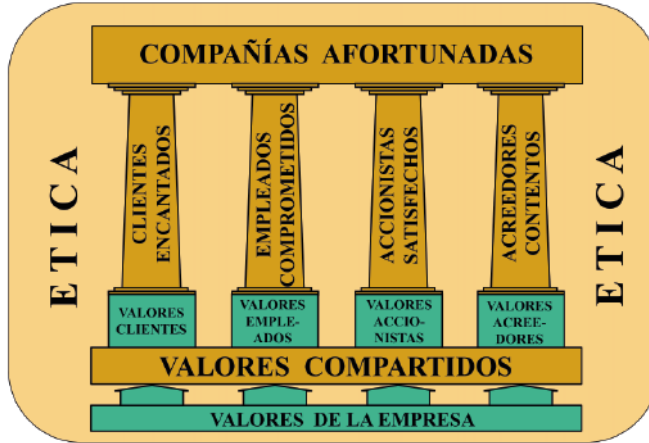 COMPAÑÍAS AFORTUNADAS
ETICA
CLIENTES
ENCANTADOS
EMPLEADOS
COMPROMETIDOS
ACCIONISTAS
SATISFECHOS
ACREEDORES
CONTENTOS
ETICA
VALORES
CLIENTES
VALORES
EMPLE-
ADOS
VALORES
ACCIO-
NISTAS
VALORES
ACREE-
DORES
VALORES COMPARTIDOS
VALORES DE LA EMPRESA